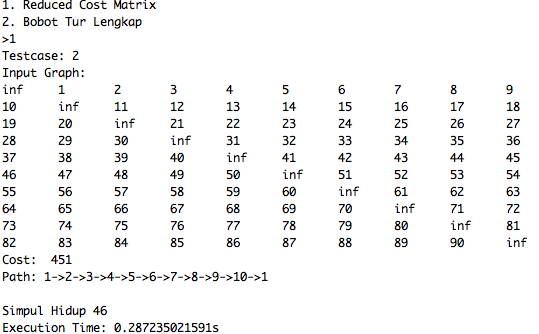 1. Reduced Cost Matrix
2. Bobot Tur Lengkap
>1
Testcase: 2
Input Graph:
inf 1 2 3 4 5 6 7 8 9
10 inf 11 12 13 14 15 16 17 18
19 20 inf 21 22 23 24 25 26 27
28 29 30 inf 31 32 33 34 35 36
37 38 39 40 inf 41 42 43 44 45
46 47 48 49 50 inf 51 52 53 54
55 56 57 58 59 60 inf 61 62 63
64 65 66 67 68 69 70 inf 71 72
73 74 75 76 77 78 79 80 inf 81
82 83 84 85 86 87 88 89 90 inf
Cost: 451
Path: 1->2->3->4->5->6->7->8->9->10->1
Simpul Hidup 46
Execution Time: 0.287235021591s